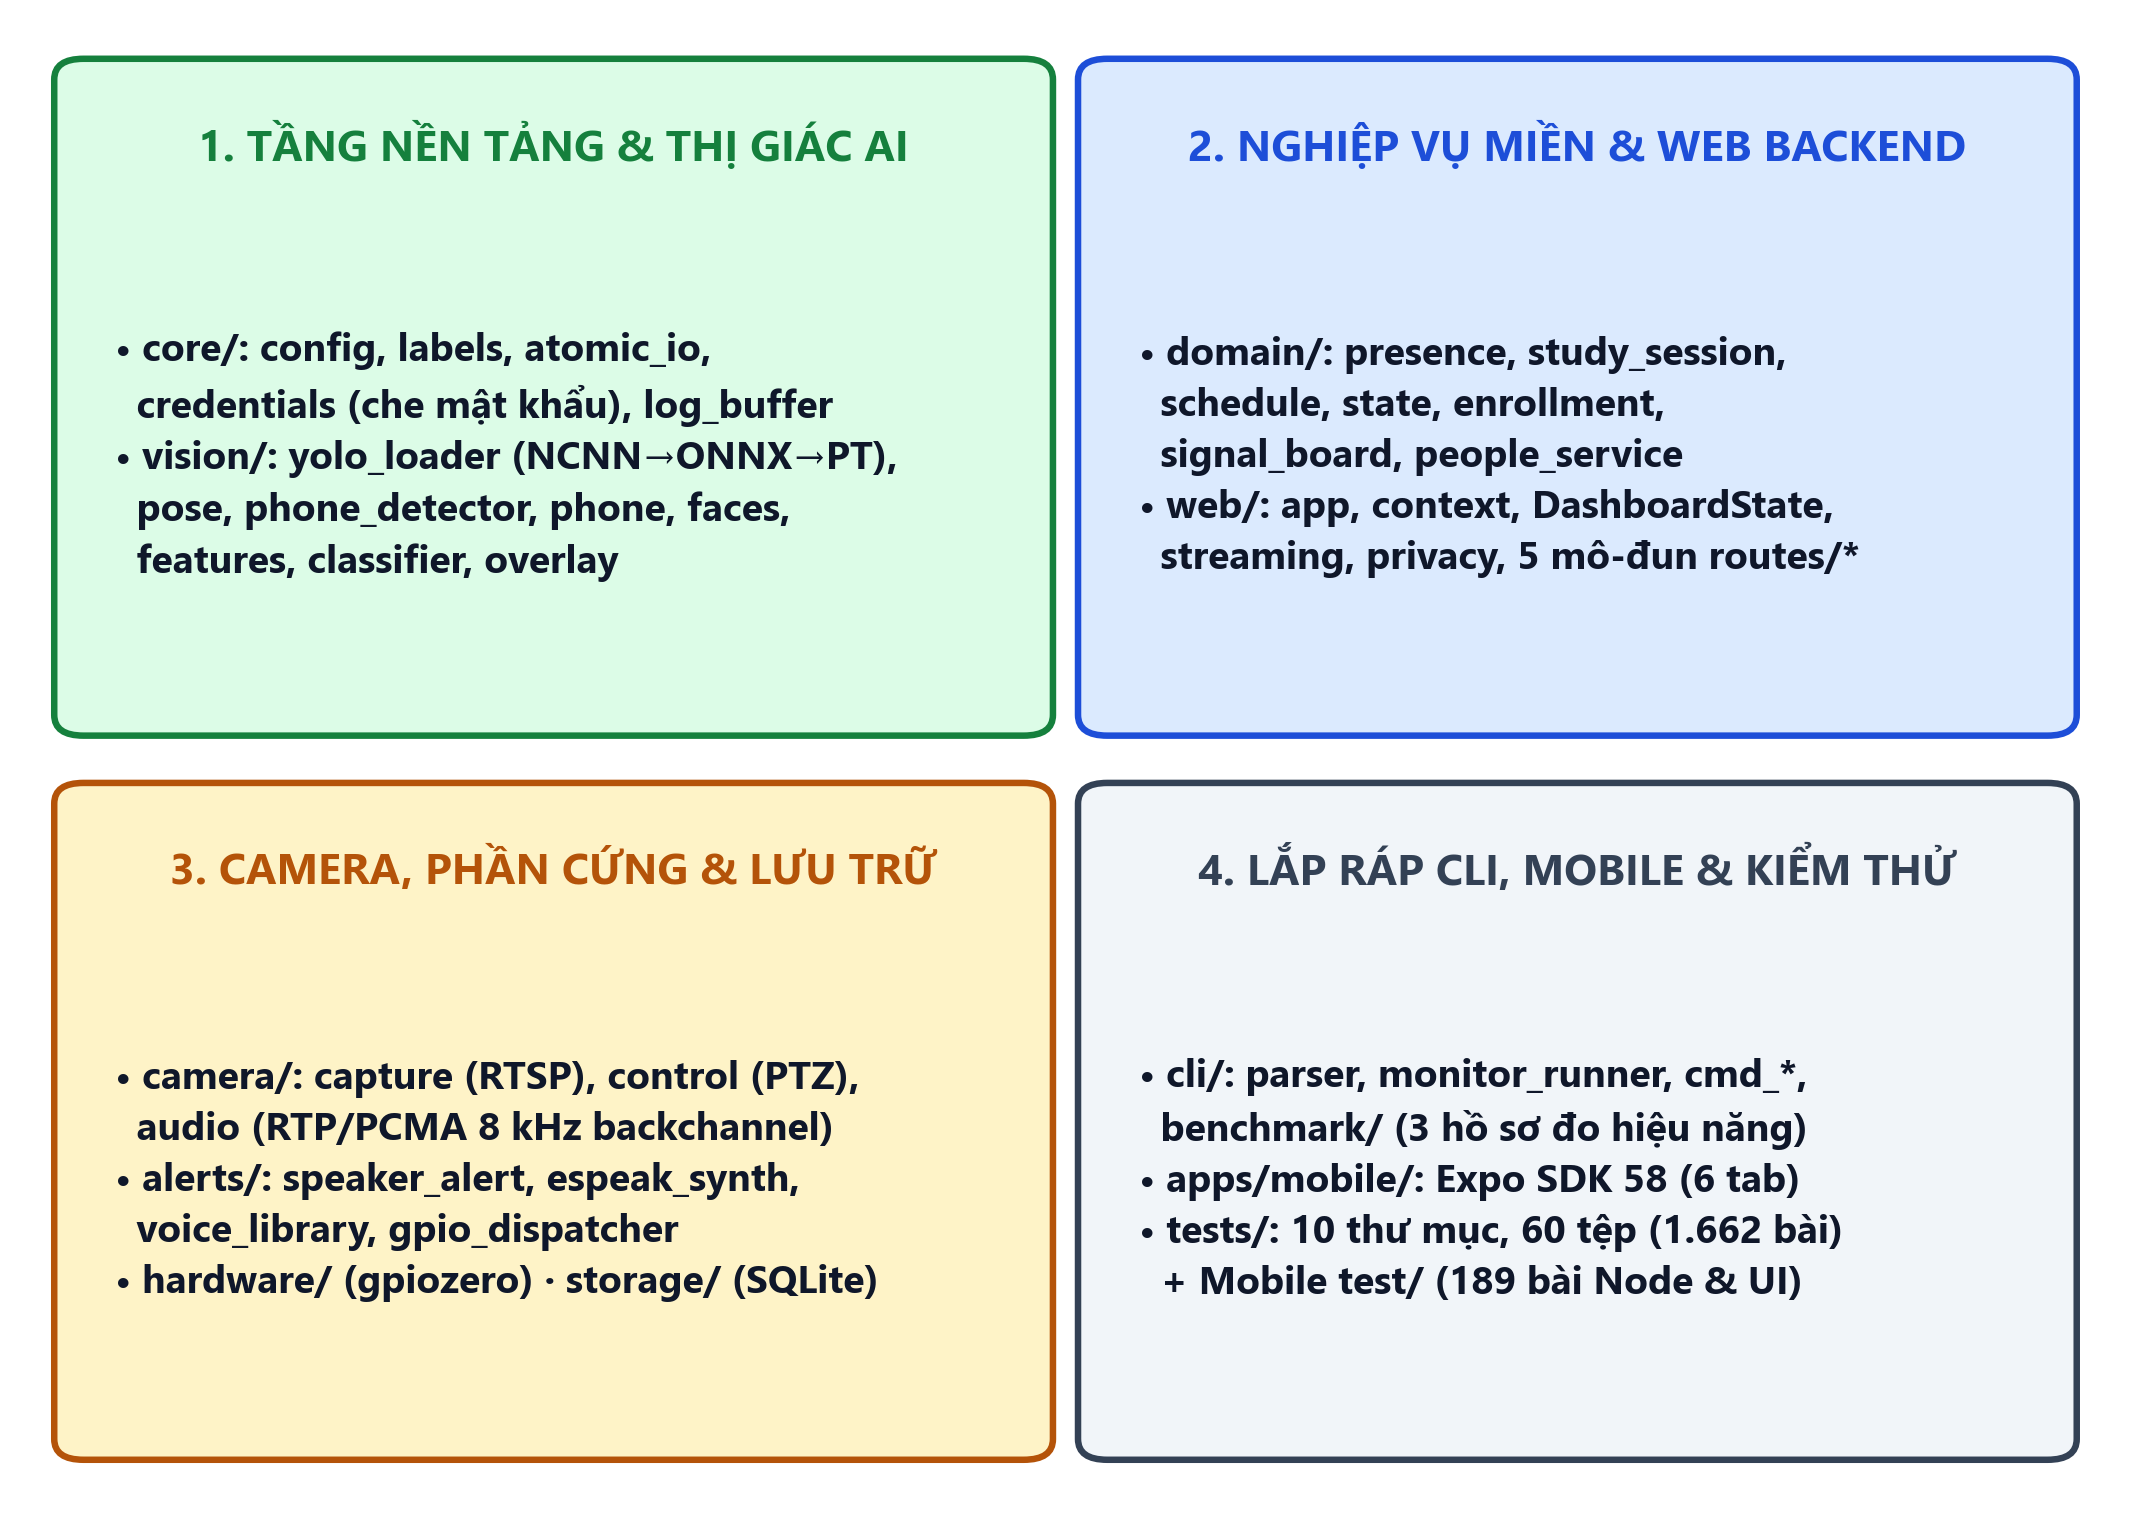 1. TẦNG NỀN TẢNG & THỊ GIÁC AI
• core/: config, labels, atomic_io,
credentials (che mật khẩu), log_buffer
• vision/: yolo_loader (NCNN→ONNX→PT),
pose, phone_detector, phone, faces,
features, classifier, overlay
2. NGHIỆP VỤ MIỀN & WEB BACKEND
• domain/: presence, study_session,
schedule, state, enrollment,
signal_board, people_service
• web/: app, context, DashboardState,
streaming, privacy, 5 mô-đun routes/*
3. CAMERA, PHẦN CỨNG & LƯU TRỮ
• camera/: capture (RTSP), control (PTZ),
audio (RTP/PCMA 8 kHz backchannel)
• alerts/: speaker_alert, espeak_synth,
voice_library, gpio_dispatcher
• hardware/ (gpiozero) · storage/ (SQLite)
4. LẮP RÁP CLI, MOBILE & KIỂM THỬ
• cli/: parser, monitor_runner, cmd_*,
benchmark/ (3 hồ sơ đo hiệu năng)
• apps/mobile/: Expo SDK 58 (6 tab)
• tests/: 10 thư mục, 60 tệp (1.662 bài)
+ Mobile test/ (189 bài Node & UI)